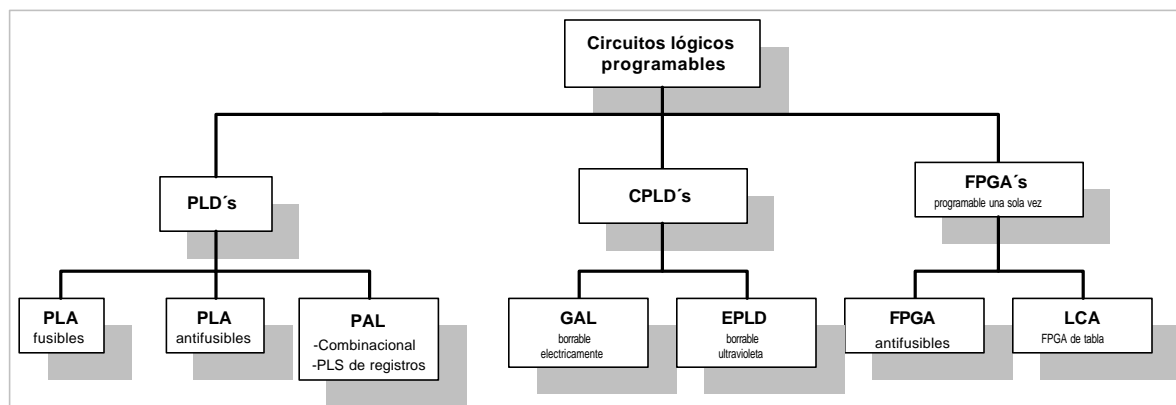 Circuitos lógicos
programables
PLD´s
CPLD´s
FPGA´s
programable una sola vez
PLA
fusibles
PLA
antifusibles
PAL
-Combinacional
-PLS de registros
GAL
borrable
electricamente
EPLD
borrable
ultravioleta
FPGA
antifusibles
LCA
FPGA de tabla